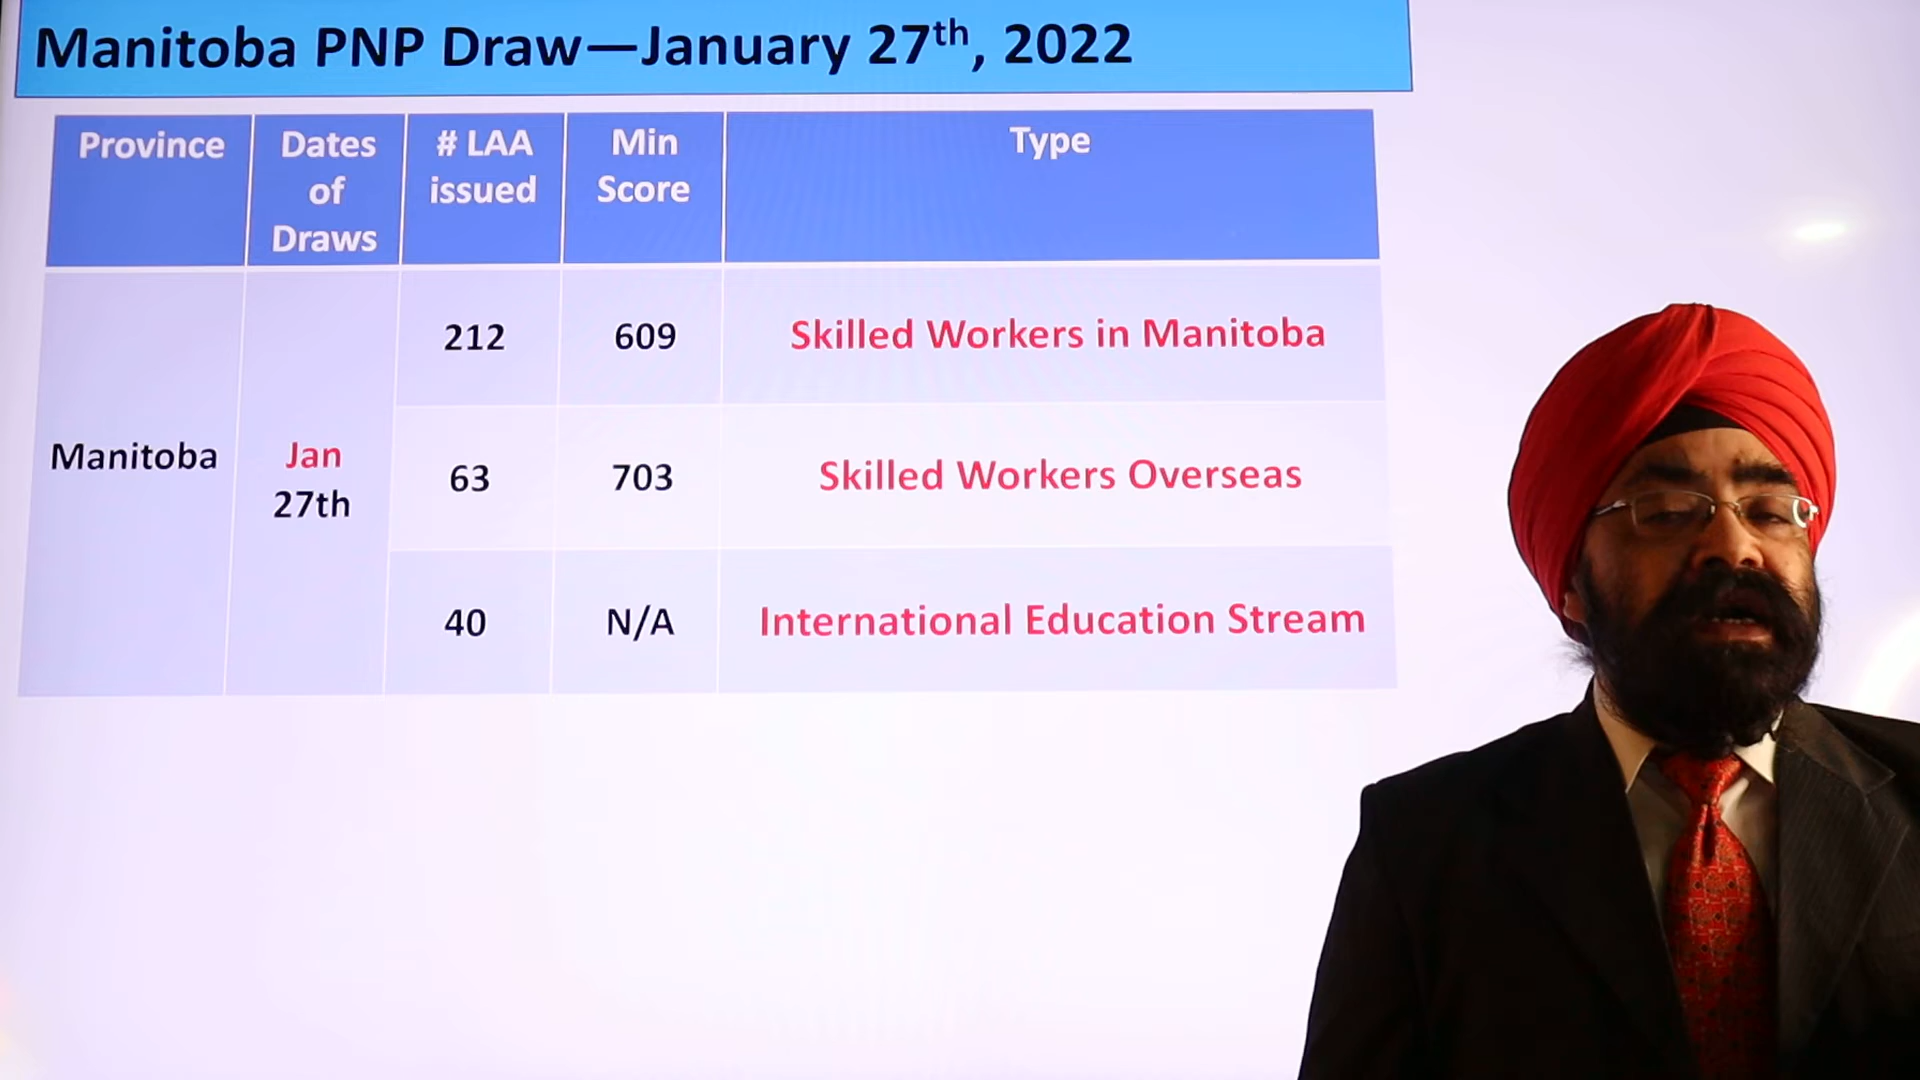 Manitoba PNP Draw—January 27th, 2022
Province
Dates
of
Draws
# LAA
issued
Min
Score
Type
Manitoba
Jan
27th
212
609
Skilled Workers in Manitoba
63
703
Skilled Workers Overseas
40
N/A
International Education Stream